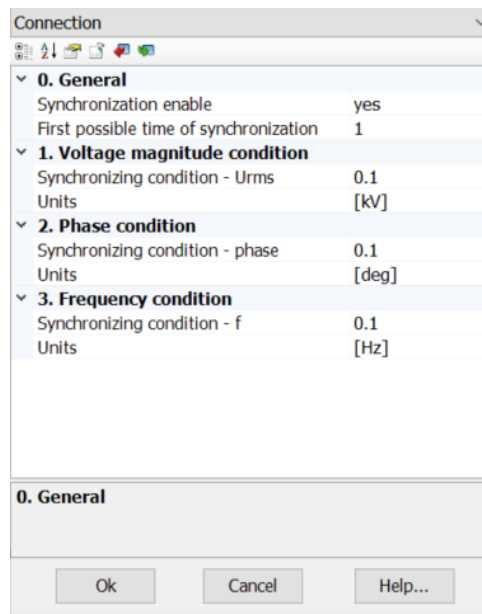 Connection
0. General
Synchronization enable yes
First possible time of synchronization 1
1. Voltage magnitude condition
Synchronizing condition - Urms 0.1
Units [kV]
2. Phase condition
Synchronizing condition - phase 0.1
Units [deg]
3. Frequency condition
Synchronizing condition - f 0.1
Units [Hz]
0. General
Ok Cancel Help...